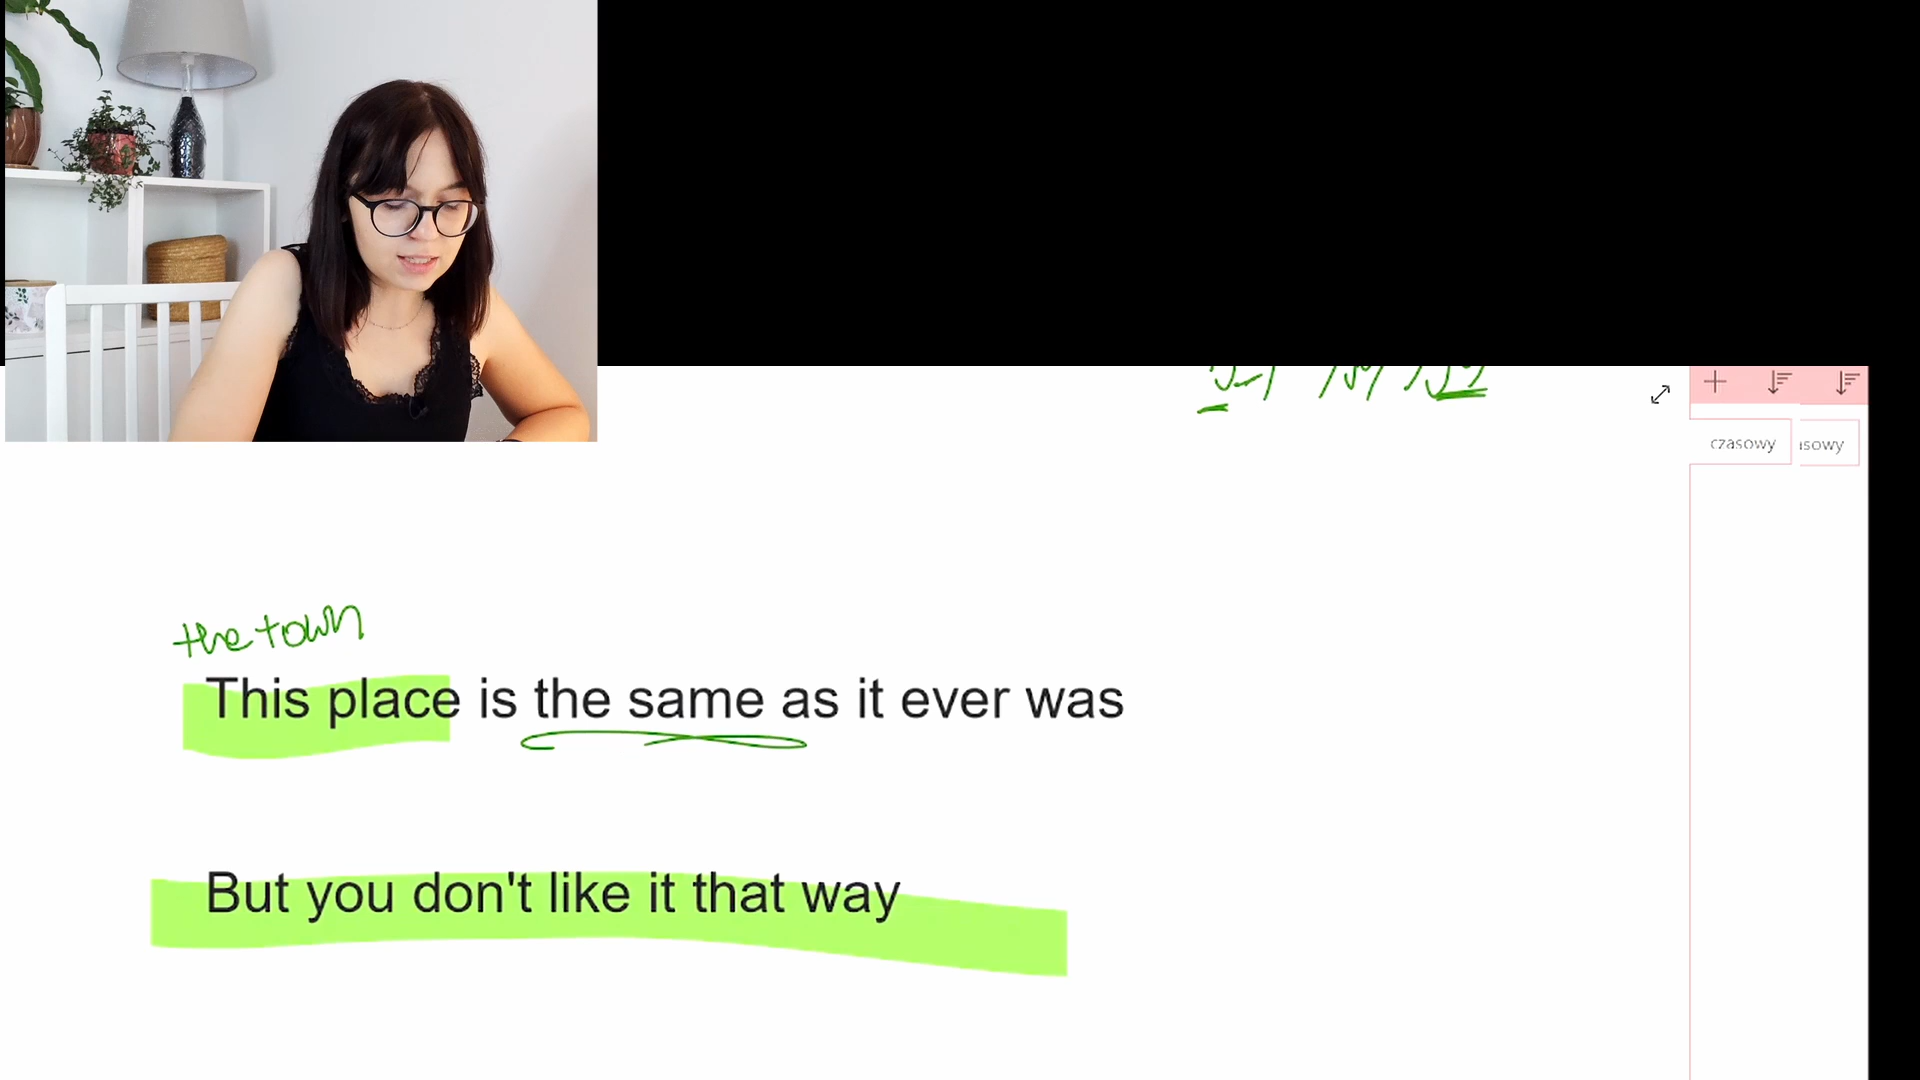 czasowy asowy
the town
This place is the same as it ever was
But you don't like it that way